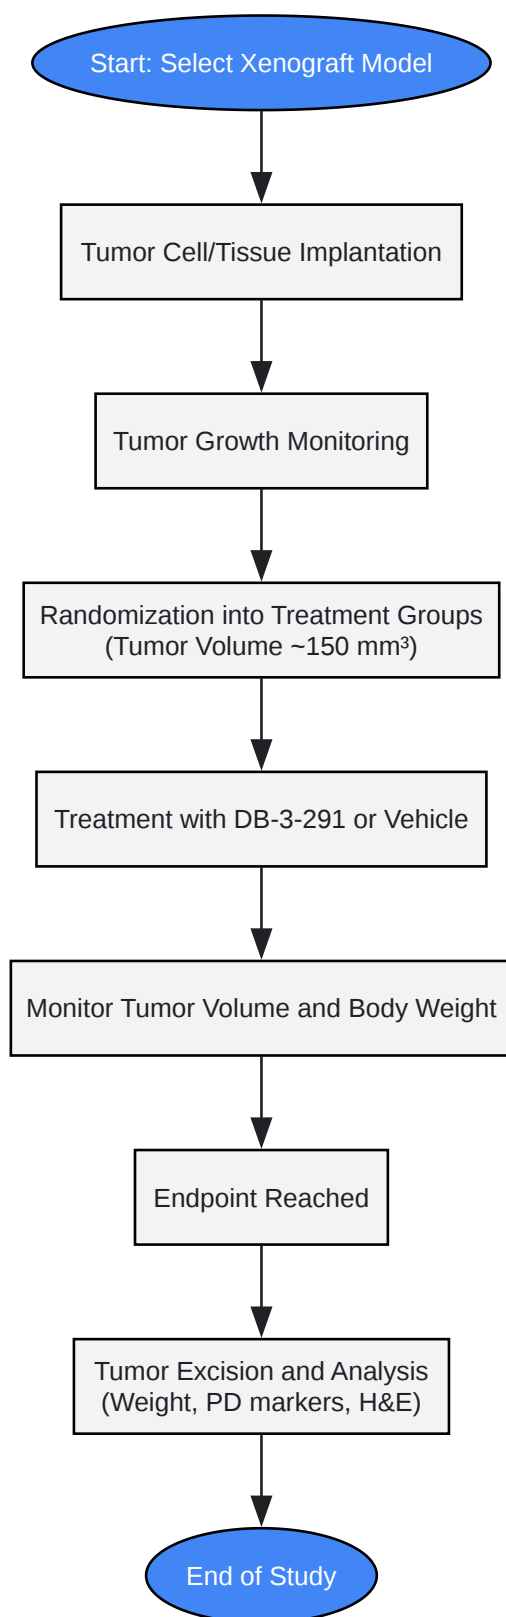 Start: Select Xenograft Model
Tumor Cell/Tissue Implantation
Tumor Growth Monitoring
Randomization into Treatment Groups
(Tumor Volume ~150 mm³)
Treatment with DB-3-291 or Vehicle
Monitor Tumor Volume and Body Weight
Endpoint Reached
Tumor Excision and Analysis
(Weight, PD markers, H&E)
End of Study